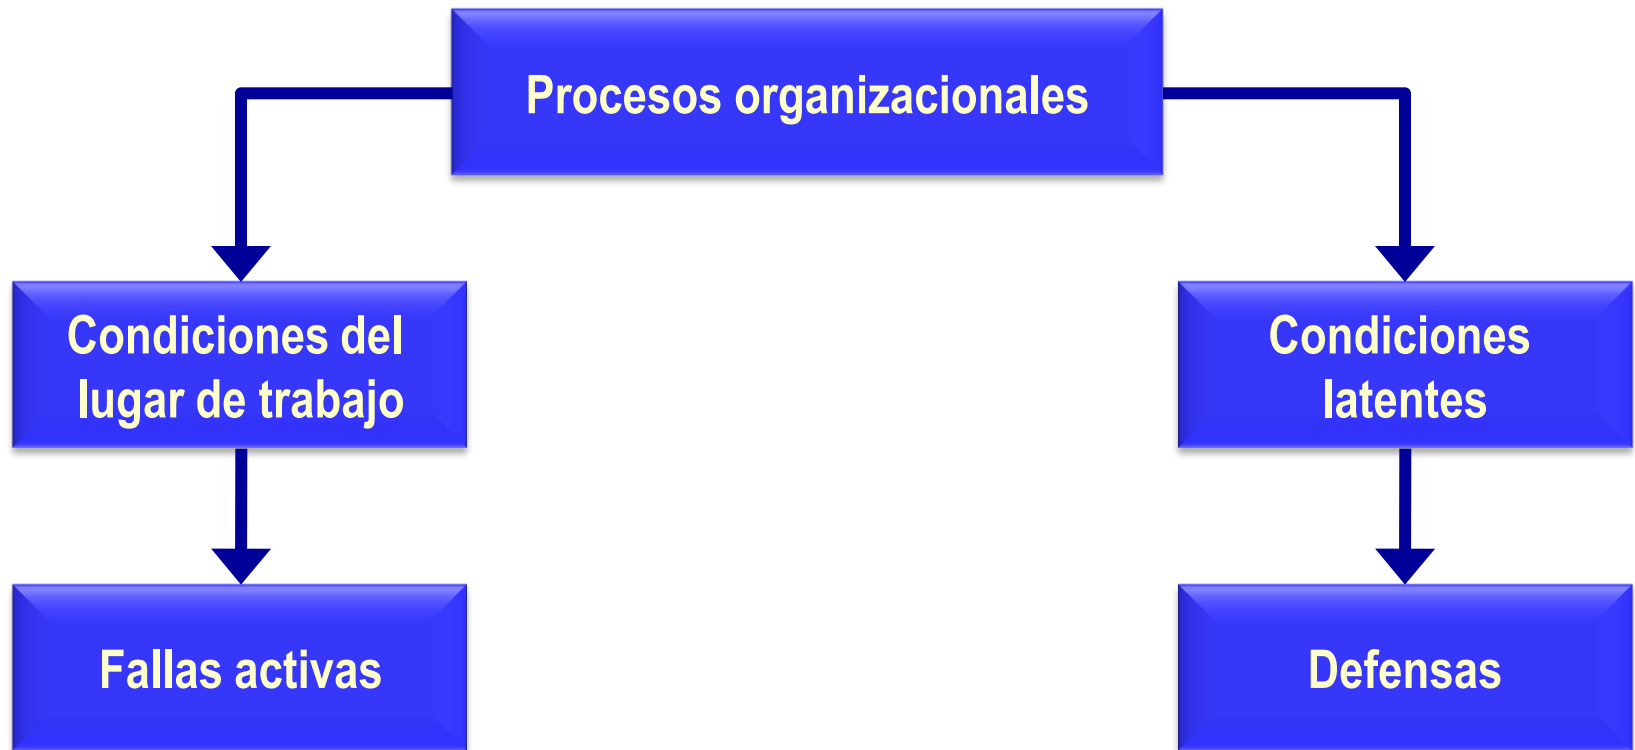 Procesos organizacionales
Condiciones del
lugar de trabajo
Condiciones
latentes
Fallas activas
Defensas